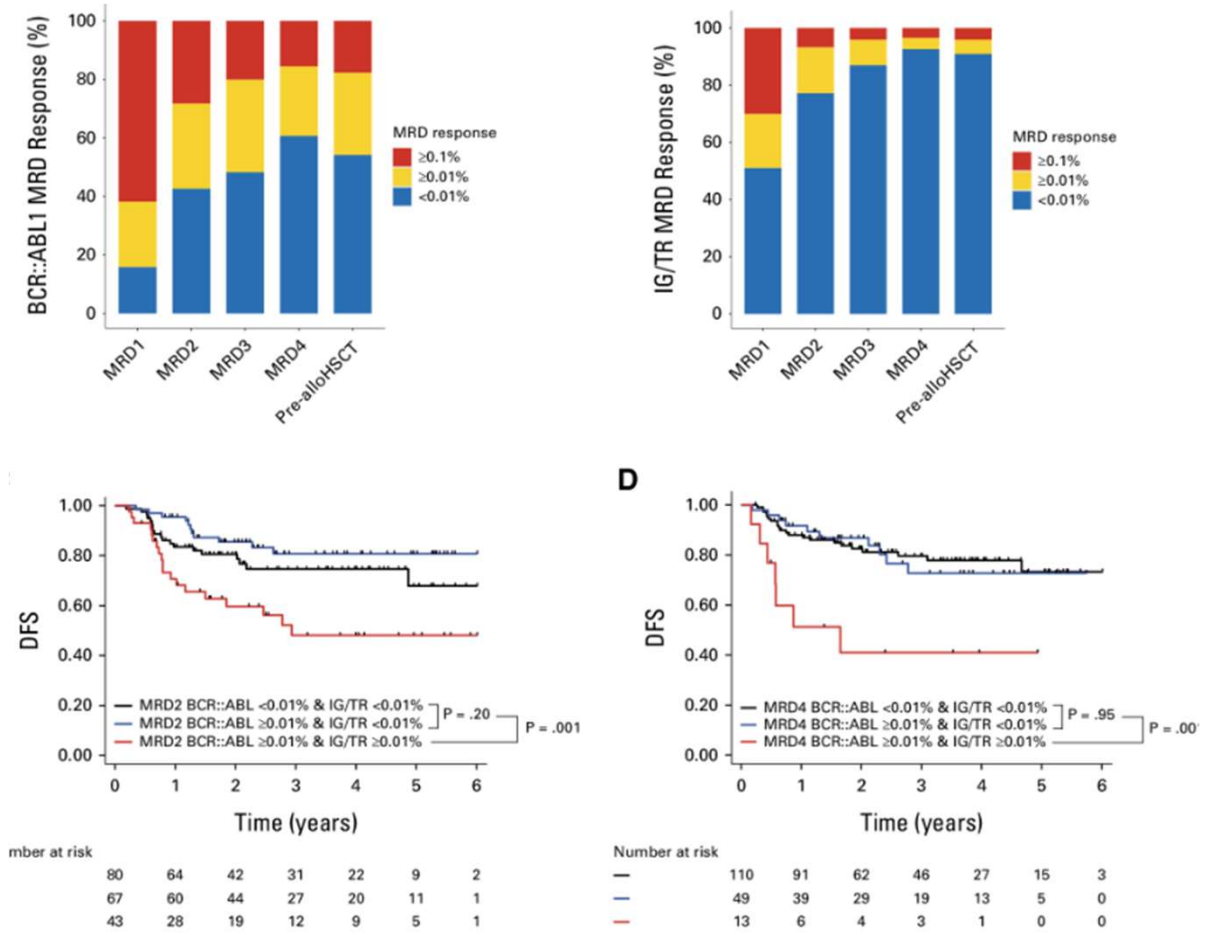 BCR::ABL1 MRD Response (%)
100
80
60
40
20
0
MRD1
MRD2
MRD3
MRD4
Pre-alloHSCT
MRD response
≥0.1%
≥0.01%
<0.01%
IG/TR MRD Response (%)
100
80
60
40
20
0
MRD1
MRD2
MRD3
MRD4
Pre-alloHSCT
MRD response
≥0.1%
≥0.01%
<0.01%
DFS
1.00
0.80
0.60
0.40
0.20
0.00
MRD2 BCR::ABL <0.01% & IG/TR <0.01%
MRD2 BCR::ABL ≥0.01% & IG/TR <0.01%
MRD2 BCR::ABL ≥0.01% & IG/TR ≥0.01%
P = .20
P = .001
0 1 2 3 4 5 6
Time (years)
mber at risk
80 64 42 31 22 9 2
67 60 44 27 20 11 1
43 28 19 12 9 5 1
D
DFS
1.00
0.80
0.60
0.40
0.20
0.00
MRD4 BCR::ABL <0.01% & IG/TR <0.01%
MRD4 BCR::ABL ≥0.01% & IG/TR <0.01%
MRD4 BCR::ABL ≥0.01% & IG/TR ≥0.01%
P = .95
P = .00
0 1 2 3 4 5 6
Time (years)
Number at risk
110 91 62 46 27 15 3
49 39 29 19 13 5 0
13 6 4 3 1 0 0